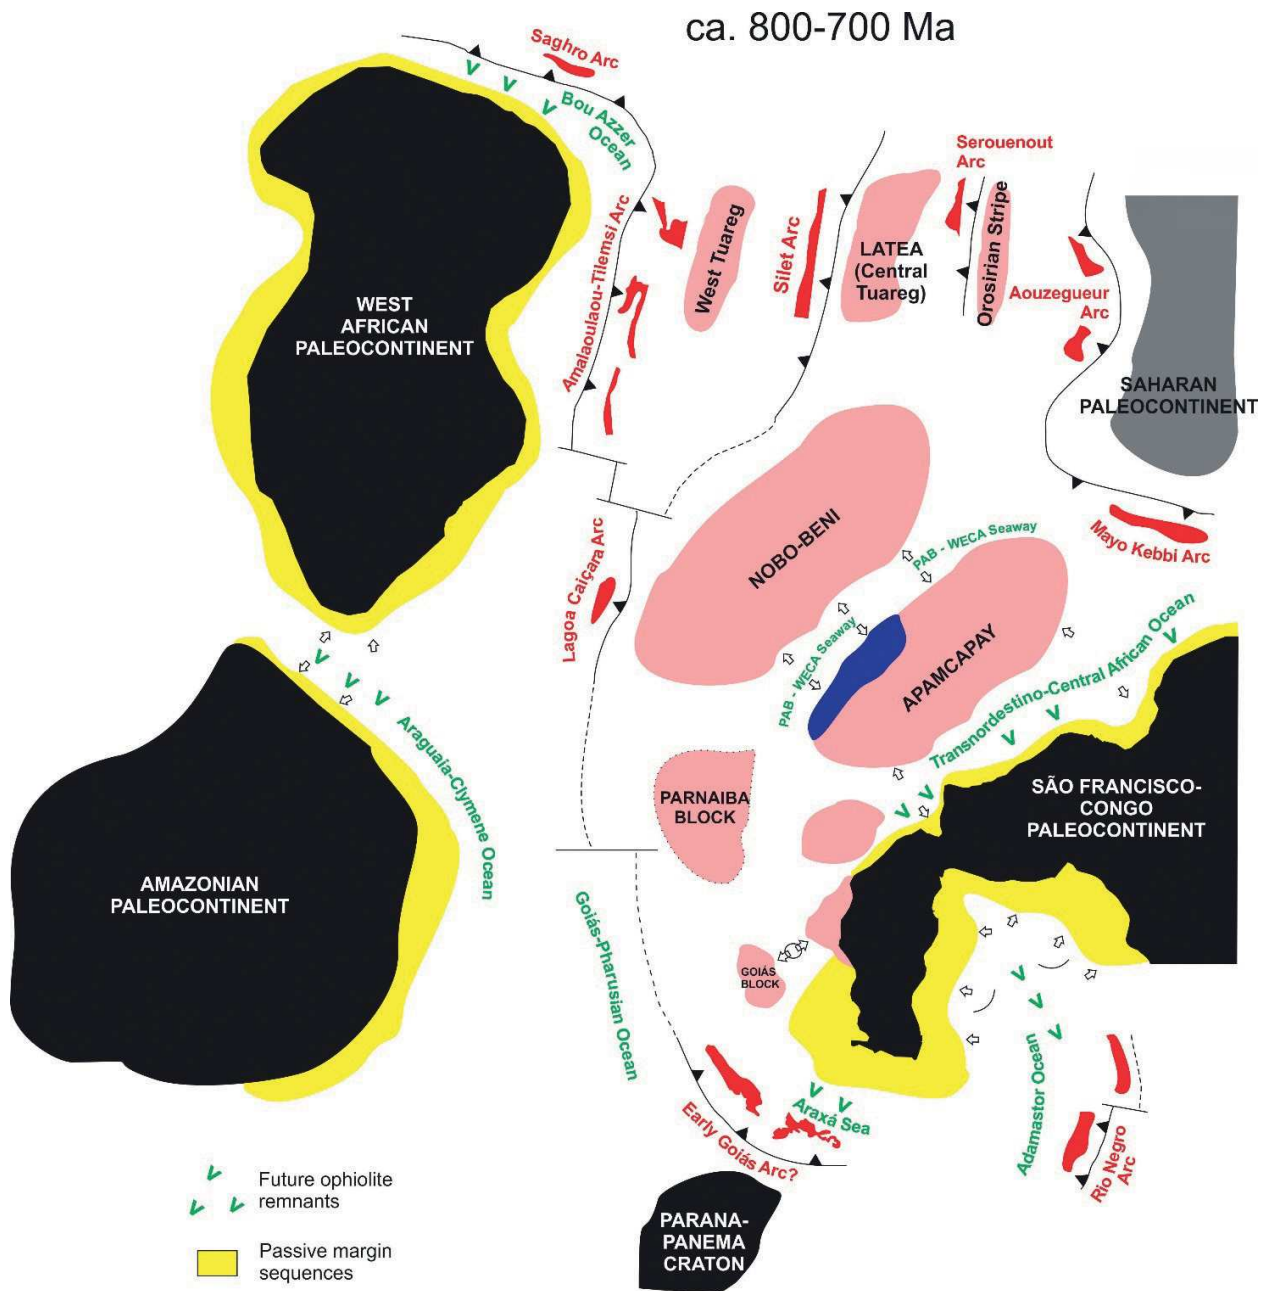 ca. 800-700 Ma
Saghro Arc
Bou Azzer
Ocean
Serouenout
Arc
Amalaoulaou-Tilemsi Arc
West Tuareg
Silet Arc
LATEA
(Central
Tuareg)
Orosirian Stripe
Aouzegueur
Arc
WEST
AFRICAN
PALEOCONTINENT
SAHARAN
PALEOCONTINENT
NOBO-BENI
PAB - WECA Seaway
Mayo Kebbi Arc
Lagoa Caiçara Arc
PAB - WECA Seaway
APAMCAPAY
Transnordestino-Central African Ocean
Araguaia-Clymene Ocean
PARNAIBA
BLOCK
SÃO FRANCISCO-
CONGO
PALEOCONTINENT
AMAZONIAN
PALEOCONTINENT
Goiás-Pharusian Ocean
GOIÁS
BLOCK
Adamastor Ocean
Araxá Sea
Early Goiás Arc?
Rio Negro
Arc
Future ophiolite
remnants
Passive margin
sequences
PARANA-
PANEMA
CRATON